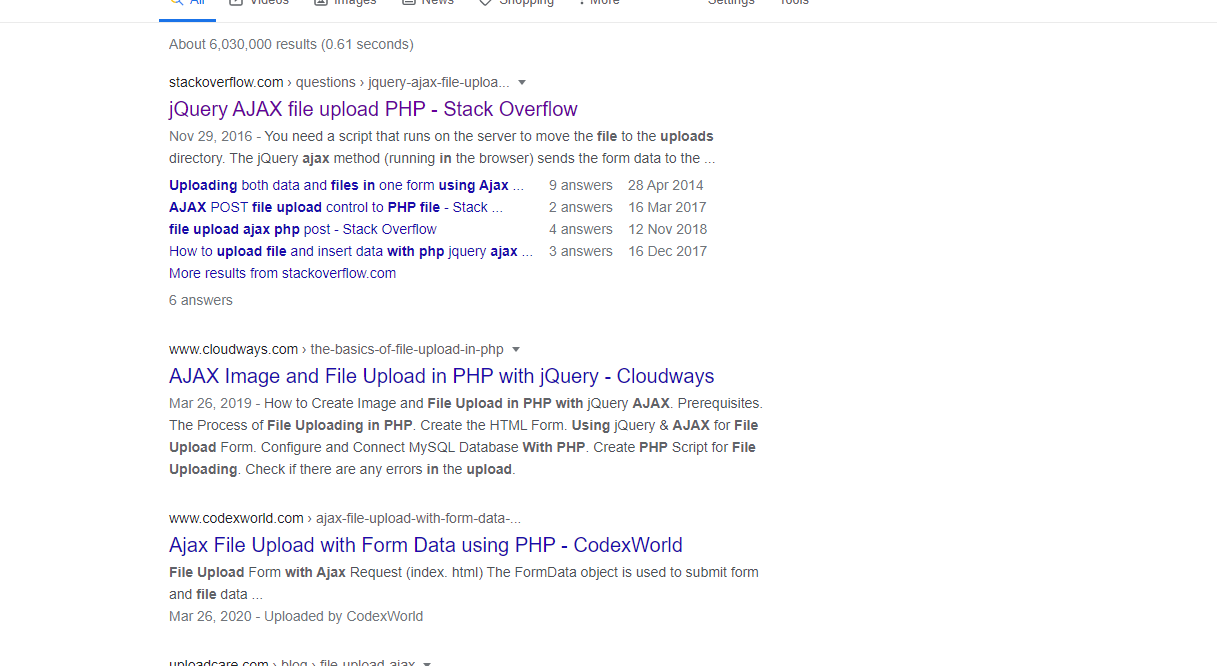 All Videos Images News Shopping More Settings Tools
About 6,030,000 results (0.61 seconds)
stackoverflow.com › questions › jquery-ajax-file-uploa...
jQuery AJAX file upload PHP - Stack Overflow
Nov 29, 2016 - You need a script that runs on the server to move the file to the uploads
directory. The jQuery ajax method (running in the browser) sends the form data to the ...
Uploading both data and files in one form using Ajax ... 9 answers 28 Apr 2014
AJAX POST file upload control to PHP file - Stack ... 2 answers 16 Mar 2017
file upload ajax php post - Stack Overflow 4 answers 12 Nov 2018
How to upload file and insert data with php jquery ajax ... 3 answers 16 Dec 2017
More results from stackoverflow.com
6 answers
www.cloudways.com › the-basics-of-file-upload-in-php
AJAX Image and File Upload in PHP with jQuery - Cloudways
Mar 26, 2019 - How to Create Image and File Upload in PHP with jQuery AJAX. Prerequisites.
The Process of File Uploading in PHP. Create the HTML Form. Using jQuery & AJAX for File
Upload Form. Configure and Connect MySQL Database With PHP. Create PHP Script for File
Uploading. Check if there are any errors in the upload.
www.codexworld.com › ajax-file-upload-with-form-data-...
Ajax File Upload with Form Data using PHP - CodexWorld
File Upload Form with Ajax Request (index. html) The FormData object is used to submit form
and file data ...
Mar 26, 2020 - Uploaded by CodexWorld
uploadcare.com › blog › file-upload-ajax